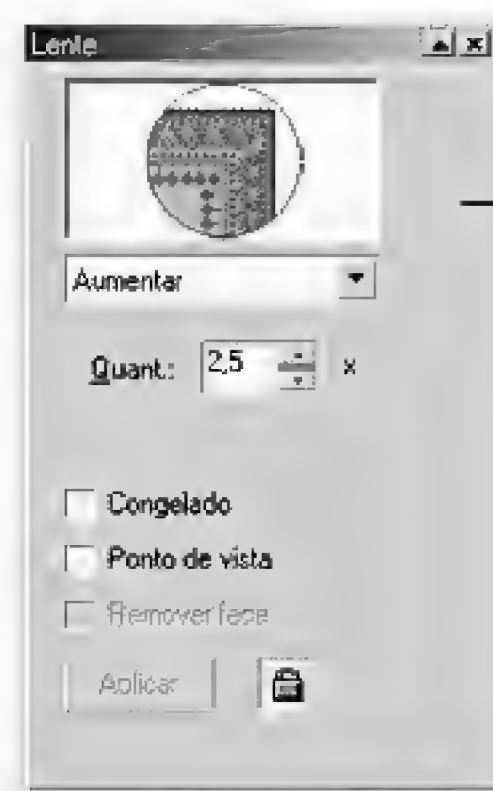 Lente
Aumentar
Quant.: 2,5 x
Congelado
Ponto de vista
Remover face
Aplicar